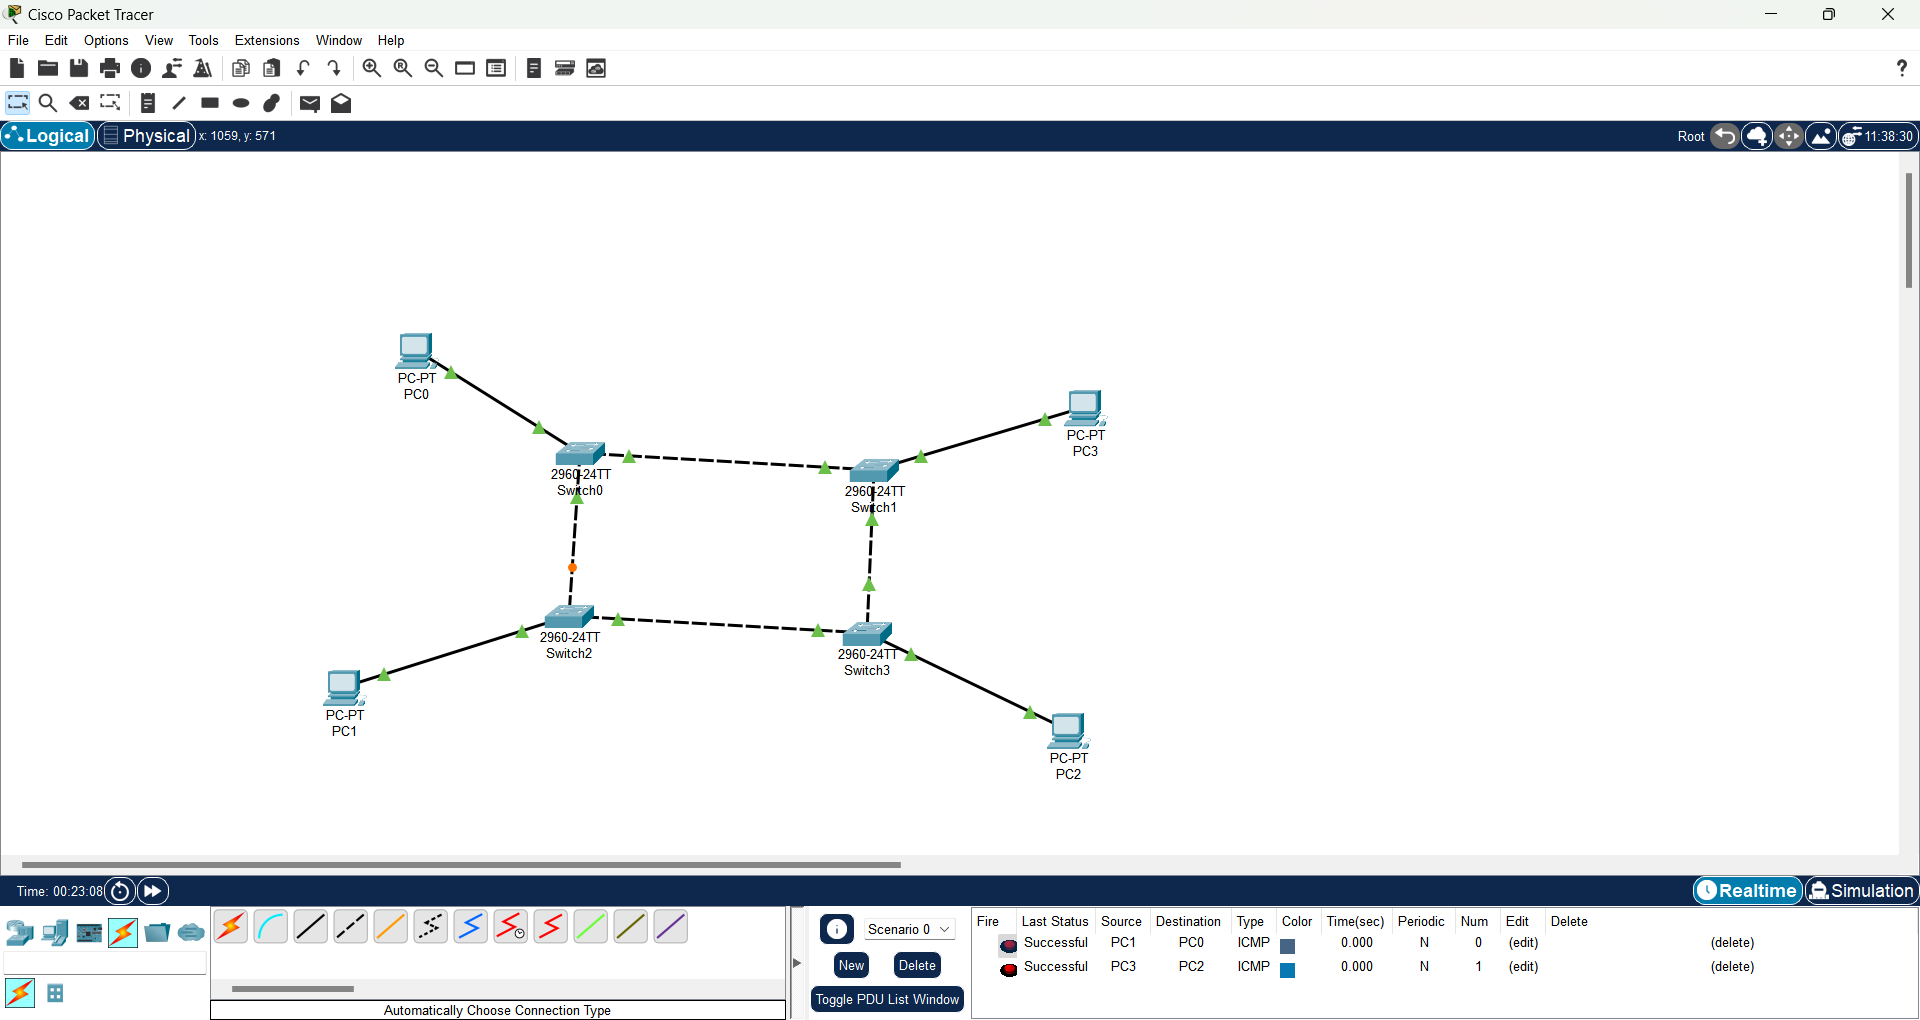 Cisco Packet Tracer
File Edit Options View Tools Extensions Window Help
Logical Physical x: 1059, y: 571 Root 11:38:30
PC-PT
PC0
PC-PT
PC3
2960-24TT
Switch0
2960-24TT
Switch1
2960-24TT
Switch2
2960-24TT
Switch3
PC-PT
PC1
PC-PT
PC2
Time: 00:23:08 Realtime Simulation
Automatically Choose Connection Type
Scenario 0
New Delete
Toggle PDU List Window
Fire Last Status Source Destination Type Color Time(sec) Periodic Num Edit Delete
Successful PC1 PC0 ICMP 0.000 N 0 (edit) (delete)
Successful PC3 PC2 ICMP 0.000 N 1 (edit) (delete)